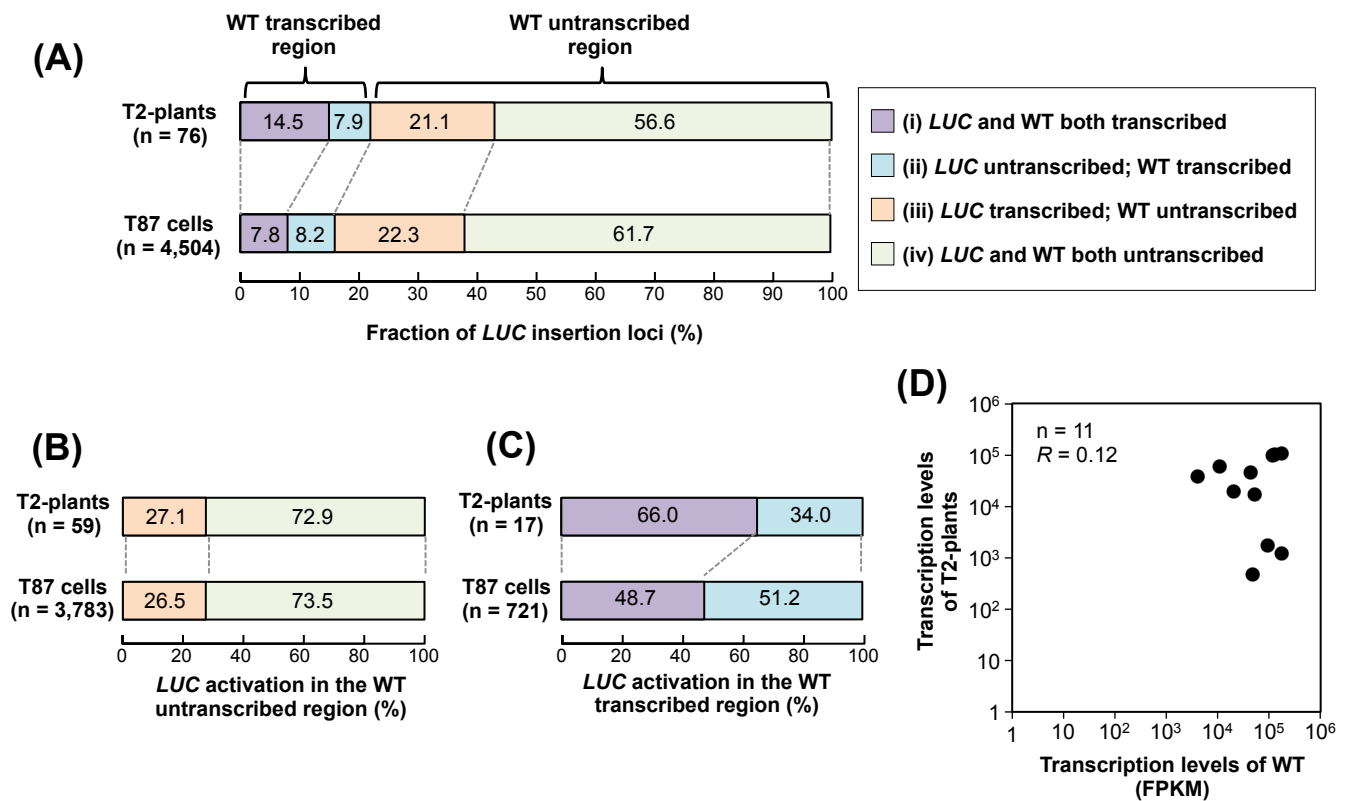 (A)
WT transcribed
region
WT untranscribed
region
T2-plants
(n = 76)
14.5
7.9
21.1
56.6
T87 cells
(n = 4,504)
7.8
8.2
22.3
61.7
0
10
20
30
40
50
60
70
80
90
100
Fraction of LUC insertion loci (%)
(i) LUC and WT both transcribed
(ii) LUC untranscribed; WT transcribed
(iii) LUC transcribed; WT untranscribed
(iv) LUC and WT both untranscribed
(B)
T2-plants
(n = 59)
27.1
72.9
T87 cells
(n = 3,783)
26.5
73.5
0
20
40
60
80
100
LUC activation in the WT
untranscribed region (%)
(C)
T2-plants
(n = 17)
66.0
34.0
T87 cells
(n = 721)
48.7
51.2
0
20
40
60
80
100
LUC activation in the WT
transcribed region (%)
(D)
Transcription levels
of T2-plants
10⁶
10⁵
10⁴
10³
10²
10
1
n = 11
R = 0.12
1
10
10²
10³
10⁴
10⁵
10⁶
Transcription levels of WT
(FPKM)